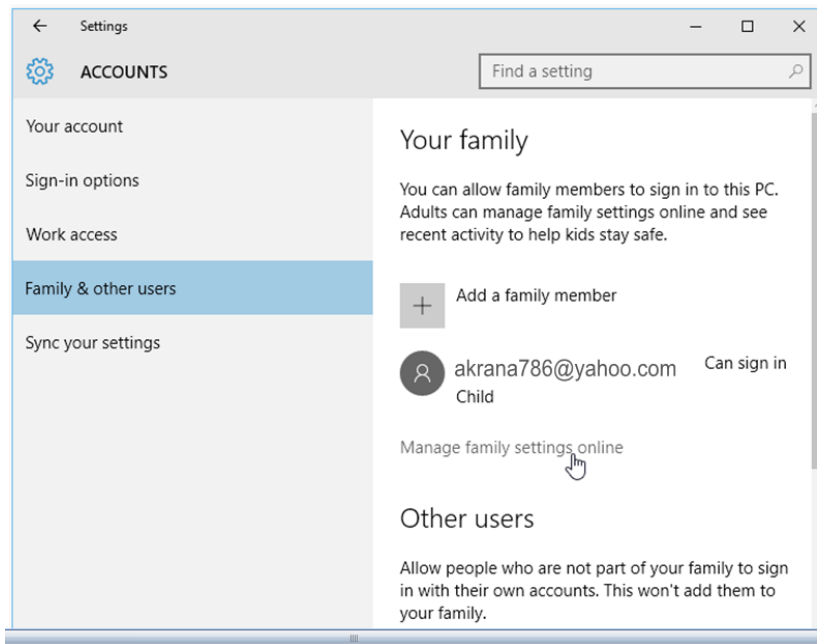 Settings
ACCOUNTS
Find a setting
Your account
Sign-in options
Work access
Family & other users
Sync your settings
Your family
You can allow family members to sign in to this PC.
Adults can manage family settings online and see
recent activity to help kids stay safe.
Add a family member
akrana786@yahoo.com
Can sign in
Child
Manage family settings online
Other users
Allow people who are not part of your family to sign
in with their own accounts. This won't add them to
your family.